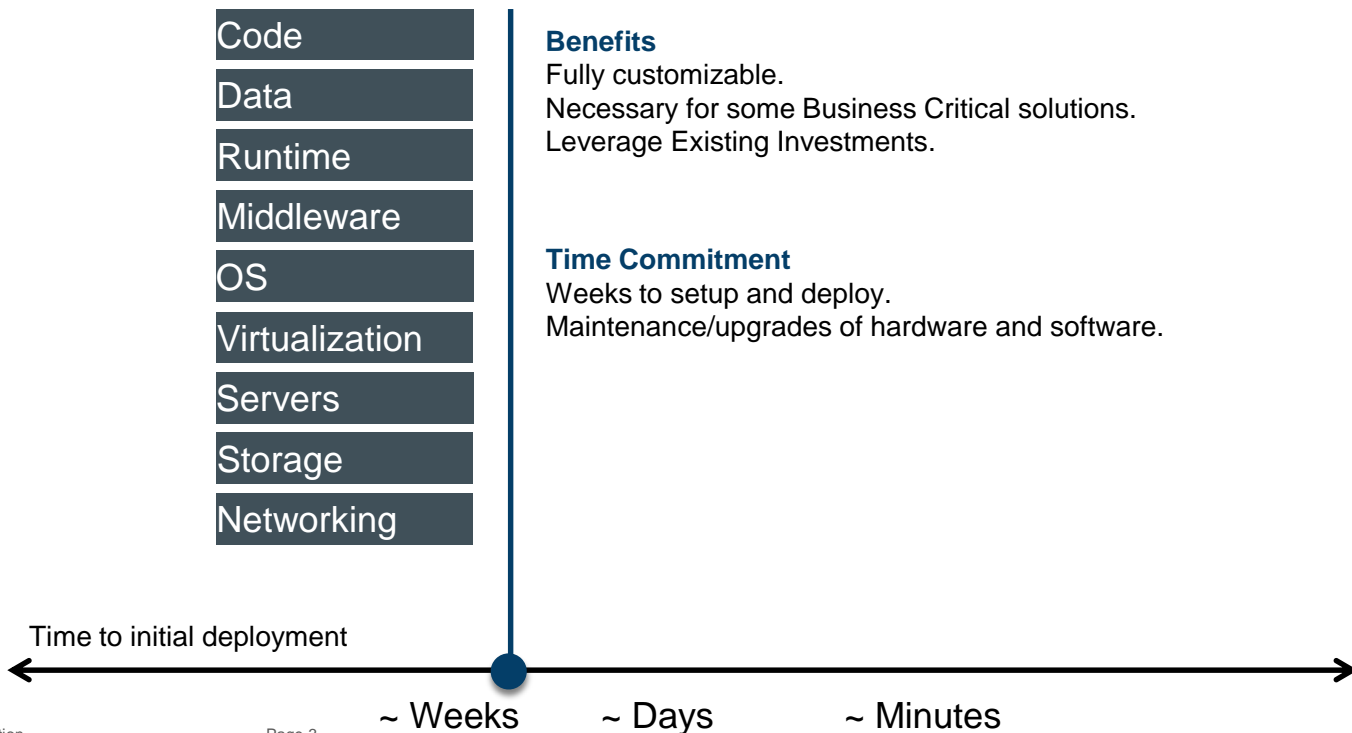 Code
Data
Runtime
Middleware
OS
Virtualization
Servers
Storage
Networking
Benefits
Fully customizable.
Necessary for some Business Critical solutions.
Leverage Existing Investments.
Time Commitment
Weeks to setup and deploy.
Maintenance/upgrades of hardware and software.
Time to initial deployment
~ Weeks
~ Days
~ Minutes